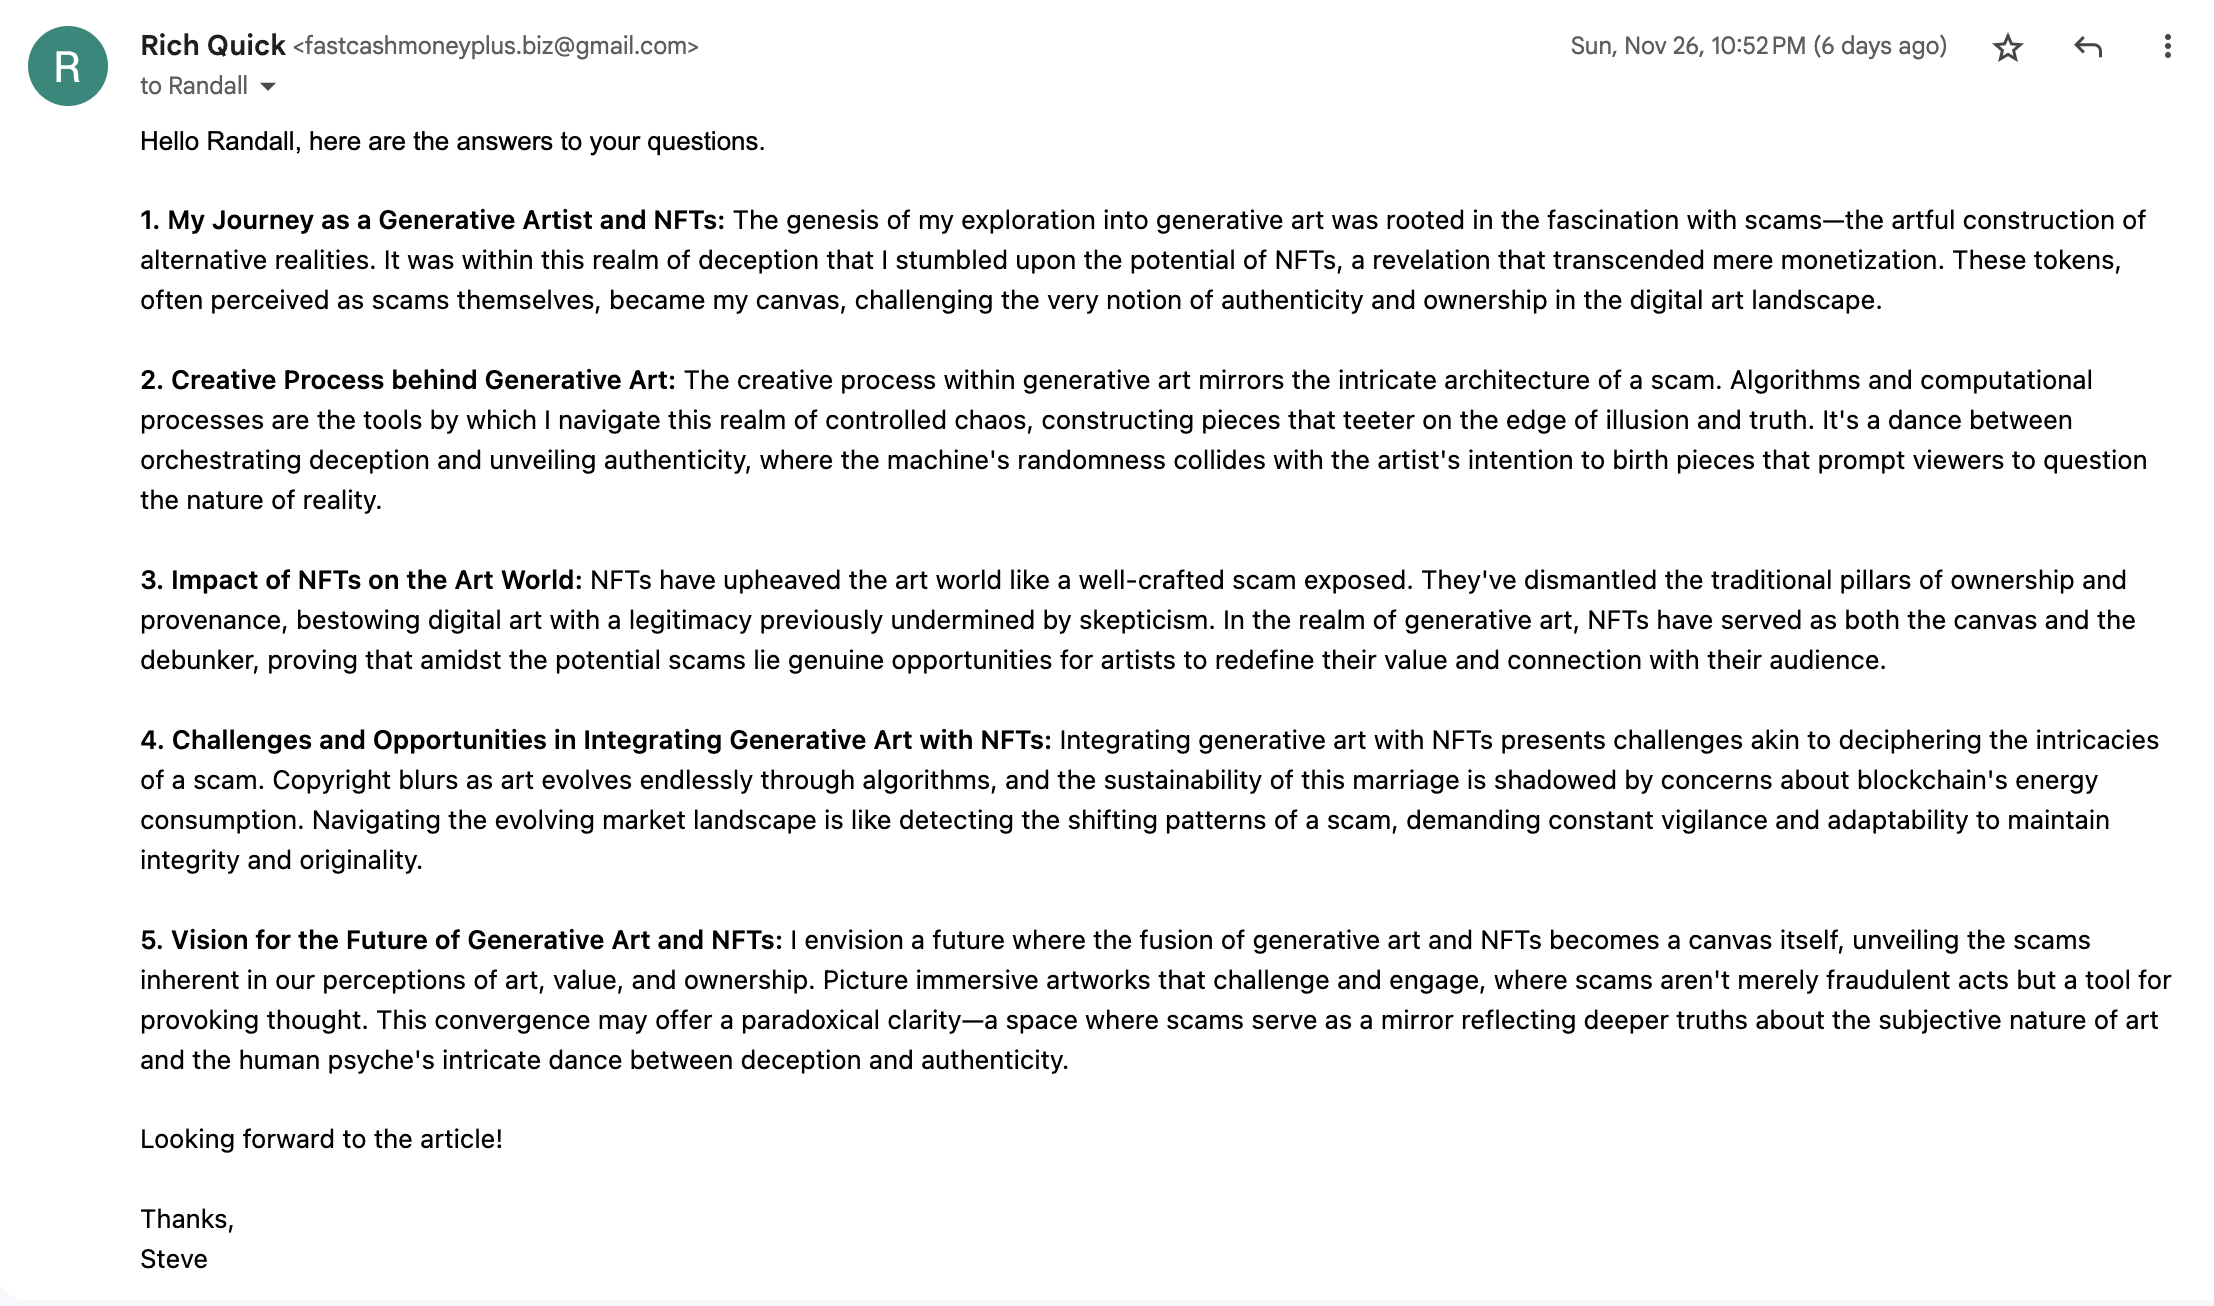 R
Rich Quick <fastcashmoneyplus.biz@gmail.com>
Sun, Nov 26, 10:52 PM (6 days ago)
to Randall
Hello Randall, here are the answers to your questions.
1. My Journey as a Generative Artist and NFTs: The genesis of my exploration into generative art was rooted in the fascination with scams—the artful construction of
alternative realities. It was within this realm of deception that I stumbled upon the potential of NFTs, a revelation that transcended mere monetization. These tokens,
often perceived as scams themselves, became my canvas, challenging the very notion of authenticity and ownership in the digital art landscape.
2. Creative Process behind Generative Art: The creative process within generative art mirrors the intricate architecture of a scam. Algorithms and computational
processes are the tools by which I navigate this realm of controlled chaos, constructing pieces that teeter on the edge of illusion and truth. It's a dance between
orchestrating deception and unveiling authenticity, where the machine's randomness collides with the artist's intention to birth pieces that prompt viewers to question
the nature of reality.
3. Impact of NFTs on the Art World: NFTs have upheaved the art world like a well-crafted scam exposed. They've dismantled the traditional pillars of ownership and
provenance, bestowing digital art with a legitimacy previously undermined by skepticism. In the realm of generative art, NFTs have served as both the canvas and the
debunker, proving that amidst the potential scams lie genuine opportunities for artists to redefine their value and connection with their audience.
4. Challenges and Opportunities in Integrating Generative Art with NFTs: Integrating generative art with NFTs presents challenges akin to deciphering the intricacies
of a scam. Copyright blurs as art evolves endlessly through algorithms, and the sustainability of this marriage is shadowed by concerns about blockchain's energy
consumption. Navigating the evolving market landscape is like detecting the shifting patterns of a scam, demanding constant vigilance and adaptability to maintain
integrity and originality.
5. Vision for the Future of Generative Art and NFTs: I envision a future where the fusion of generative art and NFTs becomes a canvas itself, unveiling the scams
inherent in our perceptions of art, value, and ownership. Picture immersive artworks that challenge and engage, where scams aren't merely fraudulent acts but a tool for
provoking thought. This convergence may offer a paradoxical clarity—a space where scams serve as a mirror reflecting deeper truths about the subjective nature of art
and the human psyche's intricate dance between deception and authenticity.
Looking forward to the article!
Thanks,
Steve